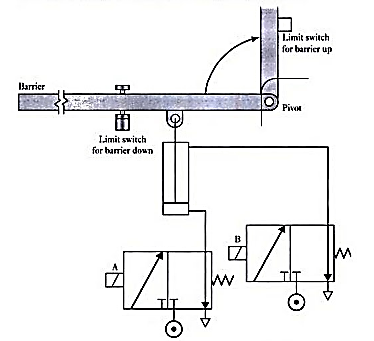 Limit switch
for barrier up
Barrier
Pivot
Limit switch
for barrier down
A
B